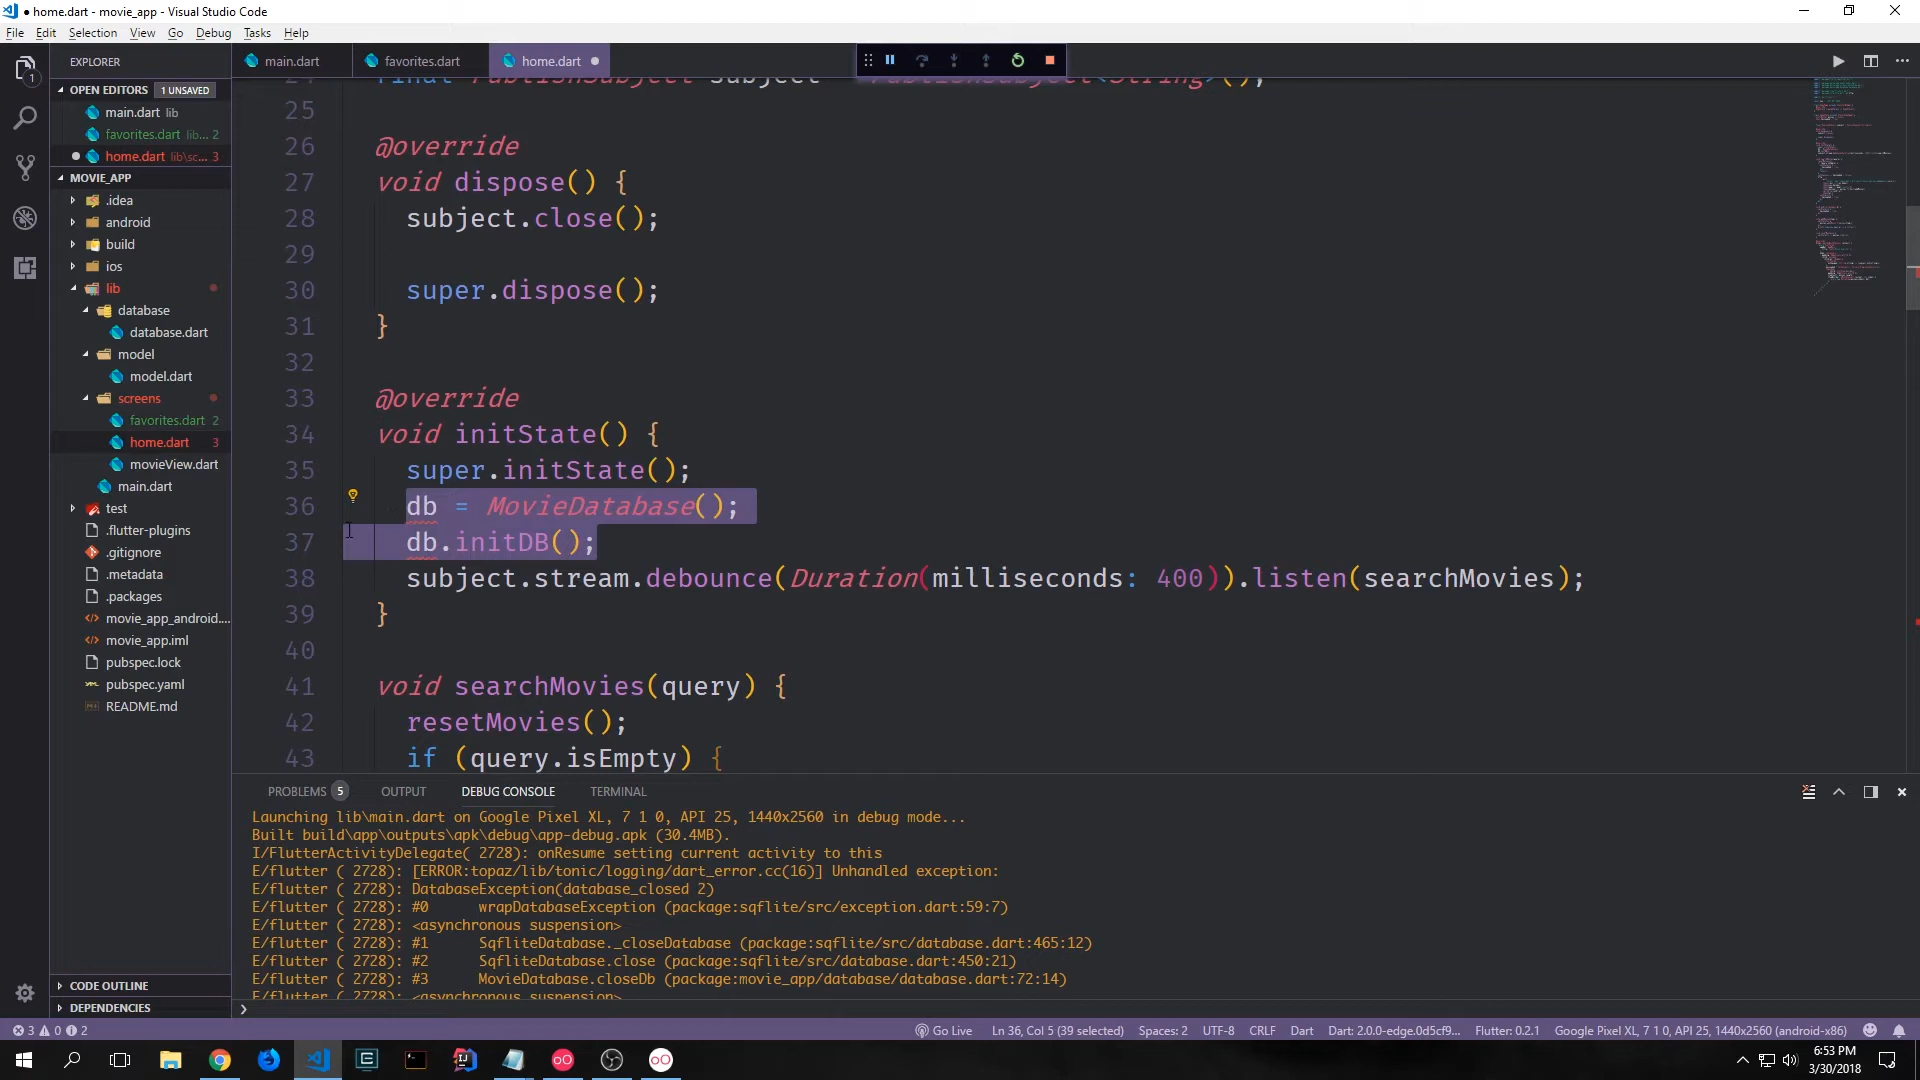 ● home.dart - movie_app - Visual Studio Code
File Edit Selection View Go Debug Tasks Help
EXPLORER
main.dart
favorites.dart
home.dart
1
OPEN EDITORS 1 UNSAVED
main.dart lib
favorites.dart lib... 2
home.dart lib\sc... 3
MOVIE_APP
.idea
android
build
ios
lib
database
database.dart
model
model.dart
screens
favorites.dart 2
home.dart 3
movieView.dart
main.dart
test
.flutter-plugins
.gitignore
.metadata
.packages
movie_app_android....
movie_app.iml
pubspec.lock
pubspec.yaml
README.md
CODE OUTLINE
DEPENDENCIES
24 final PublishSubject subject = PublishSubject<String>();
25
26 @override
27 void dispose() {
28 subject.close();
29
30 super.dispose();
31 }
32
33 @override
34 void initState() {
35 super.initState();
36 db = MovieDatabase();
37 db.initDB();
38 subject.stream.debounce(Duration(milliseconds: 400)).listen(searchMovies);
39 }
40
41 void searchMovies(query) {
42 resetMovies();
43 if (query.isEmpty) {
PROBLEMS 5 OUTPUT DEBUG CONSOLE TERMINAL
Launching lib\main.dart on Google Pixel XL, 7 1 0, API 25, 1440x2560 in debug mode...
Built build\app\outputs\apk\debug\app-debug.apk (30.4MB).
I/FlutterActivityDelegate( 2728): onResume setting current activity to this
E/flutter ( 2728): [ERROR:topaz/lib/tonic/logging/dart_error.cc(16)] Unhandled exception:
E/flutter ( 2728): DatabaseException(database_closed 2)
E/flutter ( 2728): #0 wrapDatabaseException (package:sqflite/src/exception.dart:59:7)
E/flutter ( 2728): <asynchronous suspension>
E/flutter ( 2728): #1 SqfliteDatabase._closeDatabase (package:sqflite/src/database.dart:465:12)
E/flutter ( 2728): #2 SqfliteDatabase.close (package:sqflite/src/database.dart:450:21)
E/flutter ( 2728): #3 MovieDatabase.closeDb (package:movie_app/database/database.dart:72:14)
E/flutter ( 2728): <asynchronous suspension>
3 0 2
Go Live Ln 36, Col 5 (39 selected) Spaces: 2 UTF-8 CRLF Dart Dart: 2.0.0-edge.0d5cf9... Flutter: 0.2.1 Google Pixel XL, 7 1 0, API 25, 1440x2560 (android-x86)
6:53 PM
3/30/2018